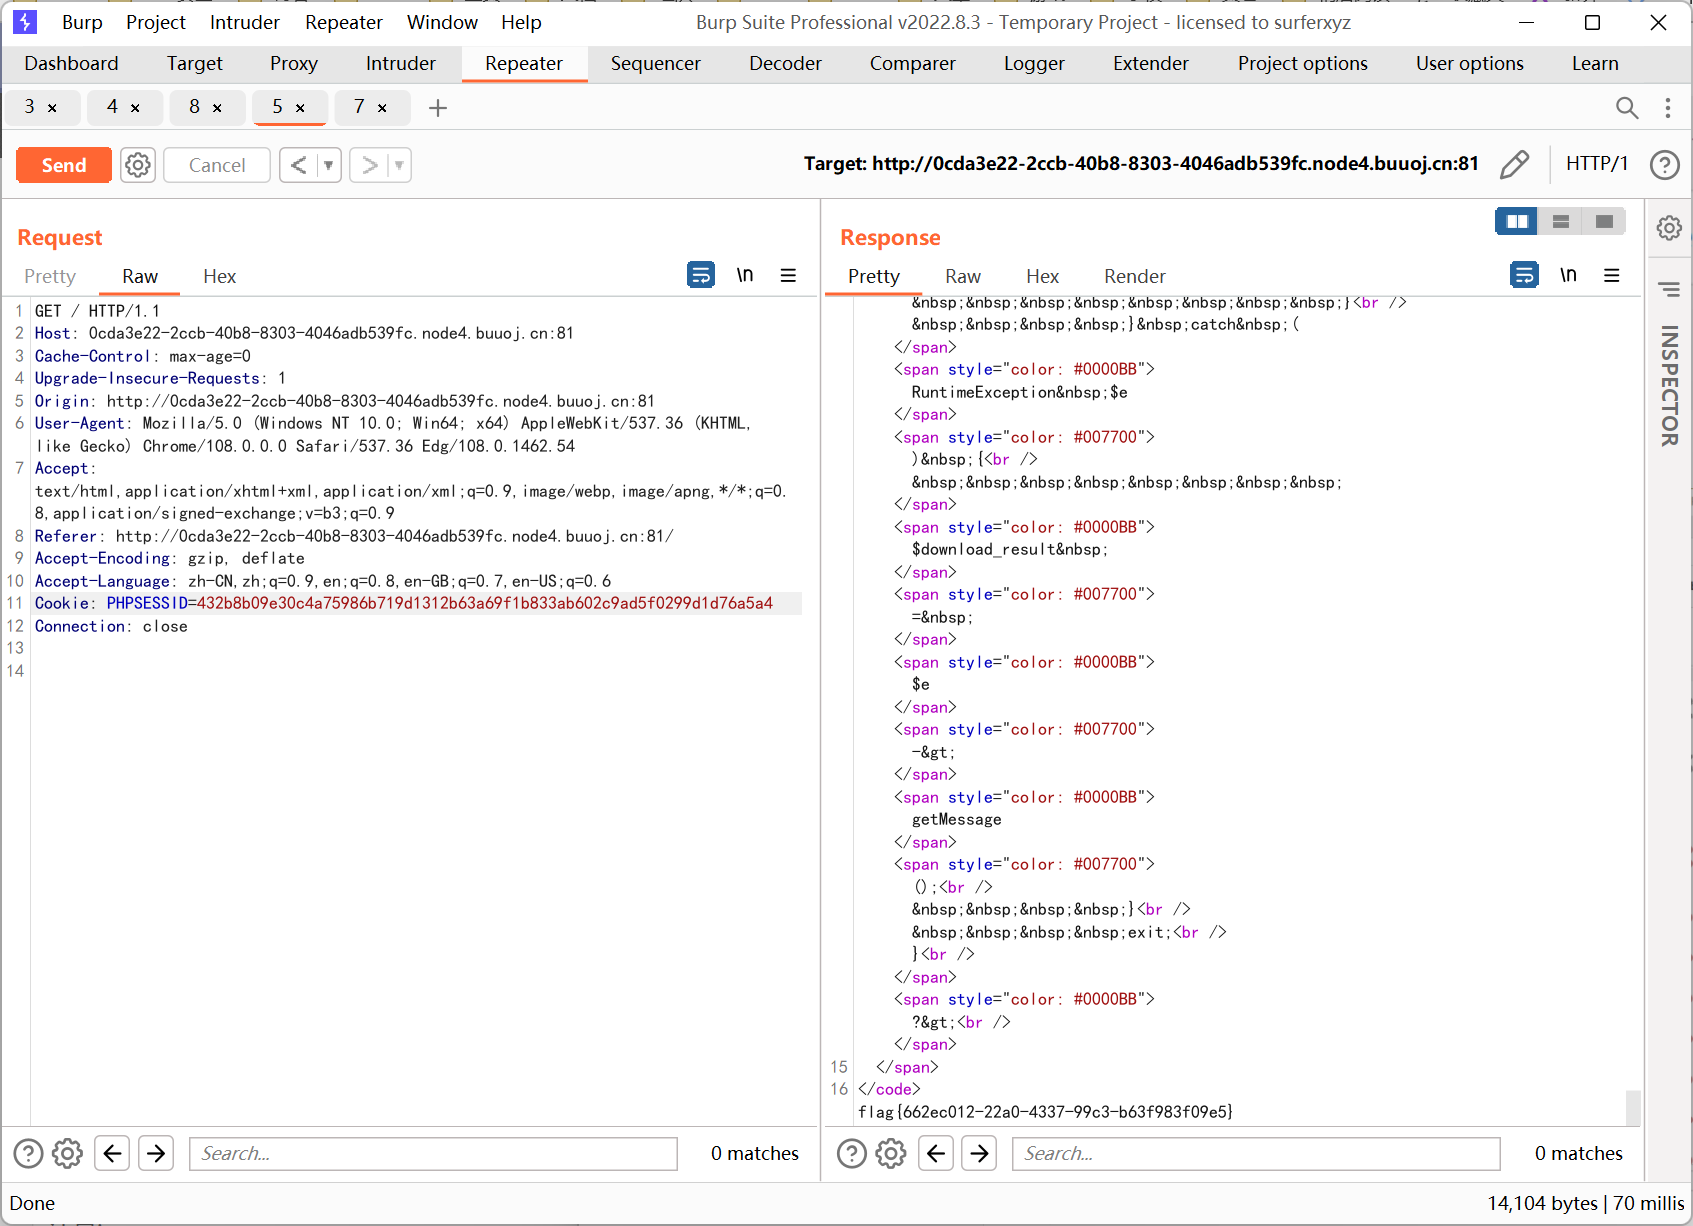 Burp Project Intruder Repeater Window Help Burp Suite Professional v2022.8.3 - Temporary Project - licensed to surferxyz
Dashboard Target Proxy Intruder Repeater Sequencer Decoder Comparer Logger Extender Project options User options Learn
3 × 4 × 8 × 5 × 7 × +
Send Cancel < > Target: http://0cda3e22-2ccb-40b8-8303-4046adb539fc.node4.buuoj.cn:81 HTTP/1 ?
Request
Pretty Raw Hex \n
1 GET / HTTP/1.1
2 Host: 0cda3e22-2ccb-40b8-8303-4046adb539fc.node4.buuoj.cn:81
3 Cache-Control: max-age=0
4 Upgrade-Insecure-Requests: 1
5 Origin: http://0cda3e22-2ccb-40b8-8303-4046adb539fc.node4.buuoj.cn:81
6 User-Agent: Mozilla/5.0 (Windows NT 10.0; Win64; x64) AppleWebKit/537.36 (KHTML,
like Gecko) Chrome/108.0.0.0 Safari/537.36 Edg/108.0.1462.54
7 Accept:
text/html,application/xhtml+xml,application/xml;q=0.9,image/webp,image/apng,*/*;q=0.
8,application/signed-exchange;v=b3;q=0.9
8 Referer: http://0cda3e22-2ccb-40b8-8303-4046adb539fc.node4.buuoj.cn:81/
9 Accept-Encoding: gzip, deflate
10 Accept-Language: zh-CN,zh;q=0.9,en;q=0.8,en-GB;q=0.7,en-US;q=0.6
11 Cookie: PHPSESSID=432b8b09e30c4a75986b719d1312b63a69f1b833ab602c9ad5f0299d1d76a5a4
12 Connection: close
13
14
? Search... 0 matches
Response
Pretty Raw Hex Render \n
&nbsp;&nbsp;&nbsp;&nbsp;&nbsp;&nbsp;&nbsp;&nbsp;}<br />
&nbsp;&nbsp;&nbsp;&nbsp;}&nbsp;catch&nbsp;(
</span>
<span style="color: #0000BB">
RuntimeException&nbsp;$e
</span>
<span style="color: #007700">
)&nbsp;{<br />
&nbsp;&nbsp;&nbsp;&nbsp;&nbsp;&nbsp;&nbsp;&nbsp;
</span>
<span style="color: #0000BB">
$download_result&nbsp;
</span>
<span style="color: #007700">
=&nbsp;
</span>
<span style="color: #0000BB">
$e
</span>
<span style="color: #007700">
-&gt;
</span>
<span style="color: #0000BB">
getMessage
</span>
<span style="color: #007700">
();<br />
&nbsp;&nbsp;&nbsp;&nbsp;}<br />
&nbsp;&nbsp;&nbsp;&nbsp;exit;<br />
}<br />
</span>
<span style="color: #0000BB">
?&gt;<br />
</span>
15 </span>
16 </code>
flag{662ec012-22a0-4337-99c3-b63f983f09e5}
? Search... 0 matches
INSPECTOR
Done 14,104 bytes | 70 millis